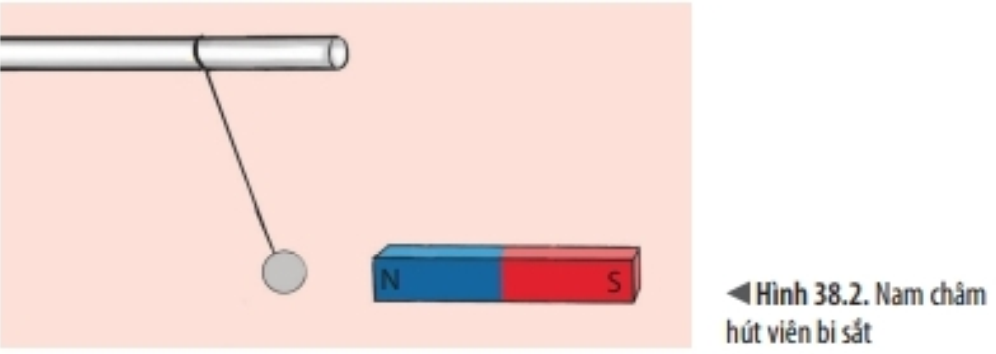 N
S
◀ Hình 38.2. Nam châm
hút viên bi sắt